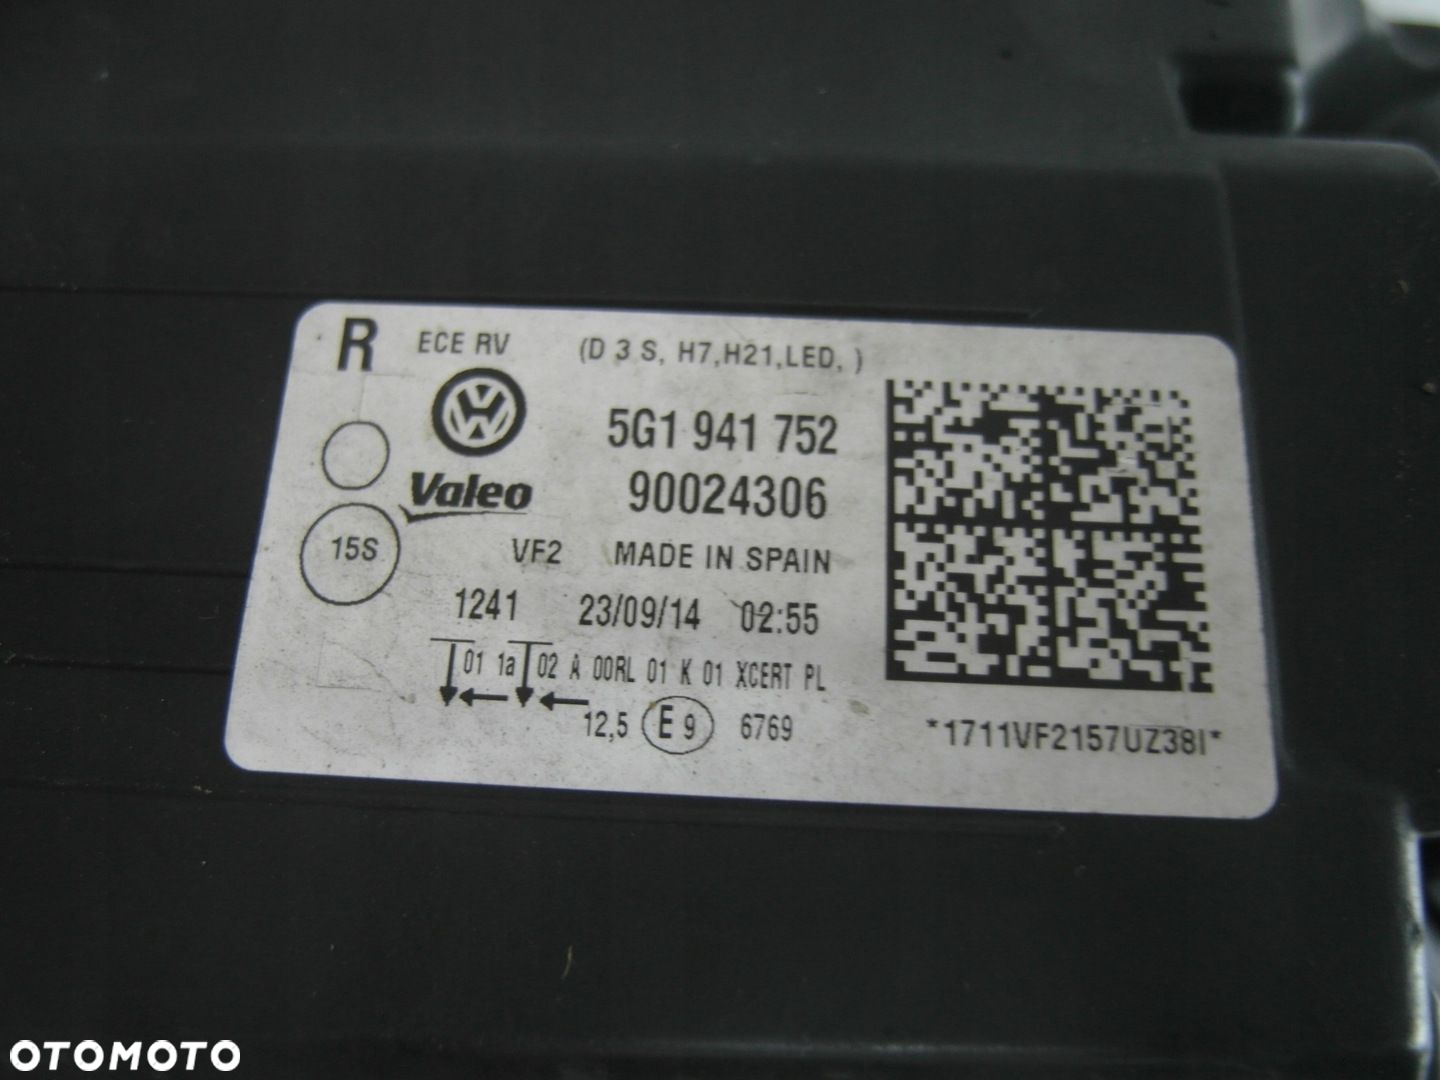 R ECE RV (D 3 S, H7,H21,LED, )
5G1 941 752
Valeo 90024306
15S VF2 MADE IN SPAIN
1241 23/09/14 02:55
01 1a 02 A 00RL 01 K 01 XCERT PL
12,5 E 9 6769 *1711VF2157UZ38I*
OTOMOTO